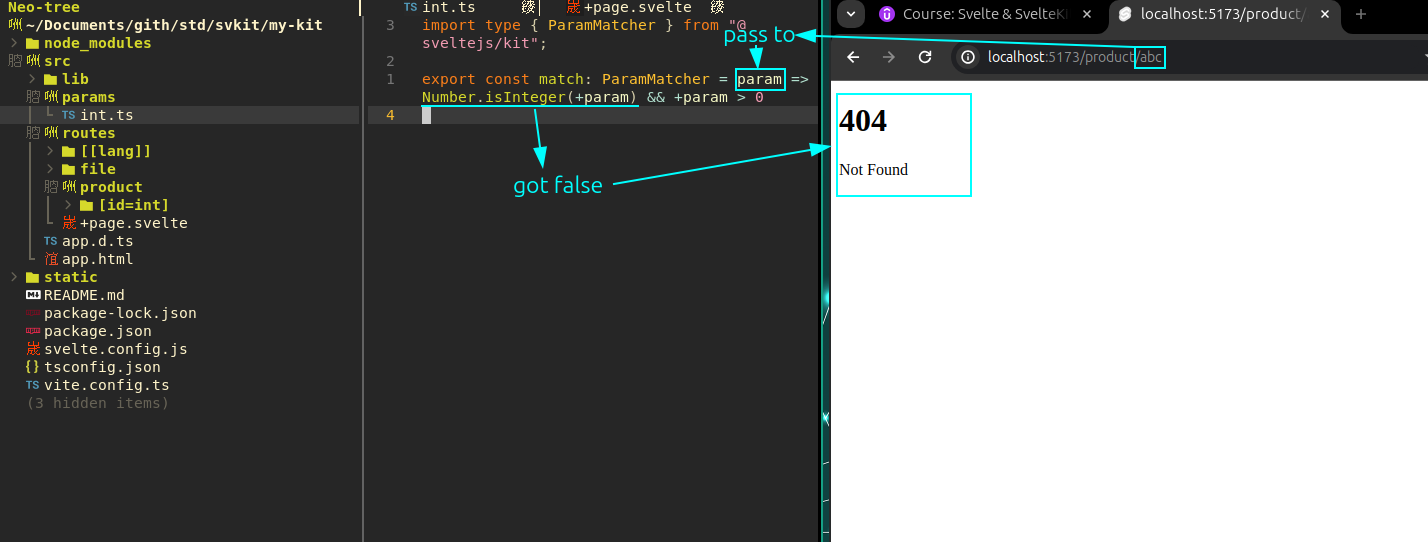 Neo-tree
~/Documents/gith/std/svkit/my-kit
node_modules
src
lib
params
TS int.ts
routes
[[lang]]
file
product
[id=int]
+page.svelte
TS app.d.ts
app.html
static
README.md
package-lock.json
package.json
svelte.config.js
{} tsconfig.json
TS vite.config.ts
(3 hidden items)
TS int.ts
+page.svelte
3 import type { ParamMatcher } from "@
sveltejs/kit";
2
1 export const match: ParamMatcher = param =>
Number.isInteger(+param) && +param > 0
4
pass to
got false
Course: Svelte & SvelteKi
localhost:5173/product/
localhost:5173/product/abc
404
Not Found